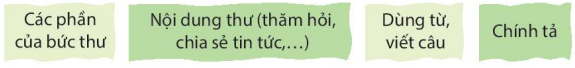 Các phần
của bức thư
Nội dung thư (thăm hỏi,
chia sẻ tin tức,…)
Dùng từ,
viết câu
Chính tả